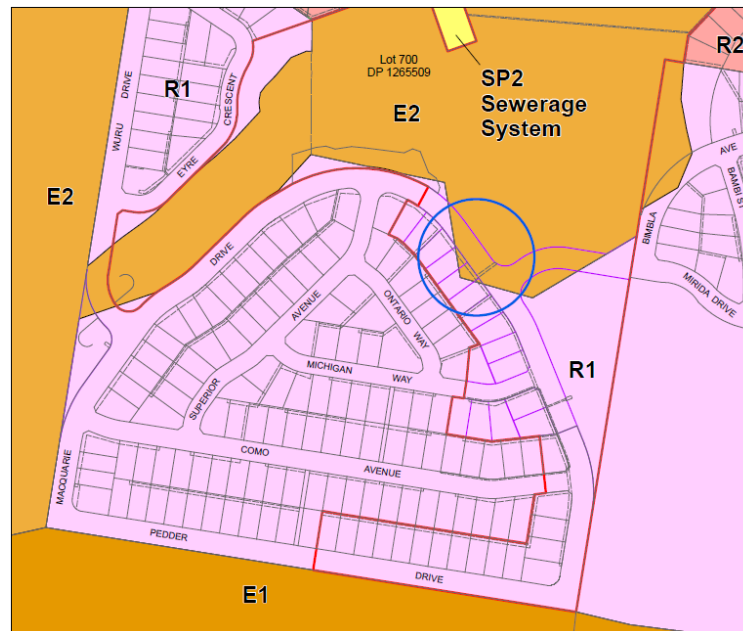 R2
Lot 700
DP 1265509
SP2
Sewerage
System
R1
WURU DRIVE
CRESCENT
EYRE
E2
E2
AVE
BAMBI ST
BIMBLA
MIRIDA DRIVE
DRIVE
AVENUE
ONTARIO WAY
MICHIGAN WAY
SUPERIOR
R1
COMO AVENUE
MACQUARIE
PEDDER DRIVE
E1